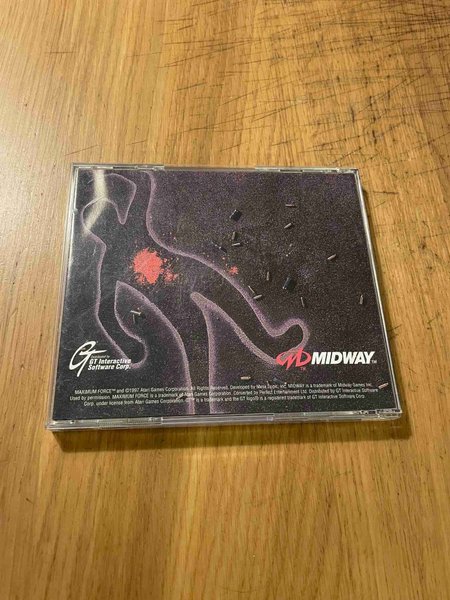 Distributed by
GT Interactive
Software Corp.
MIDWAY™
MAXIMUM FORCE™ and ©1997 Atari Games Corporation. All Rights Reserved. Developed by Mesa Logic, Inc. MIDWAY is a trademark of Midway Games Inc.
Used by permission. MAXIMUM FORCE is a trademark of Atari Games Corporation. Converted by Perfect Entertainment Ltd. Distributed by GT Interactive Software
Corp. under license from Atari Games Corporation. GT™ is a trademark and the GT logo® is a registered trademark of GT Interactive Software Corp.